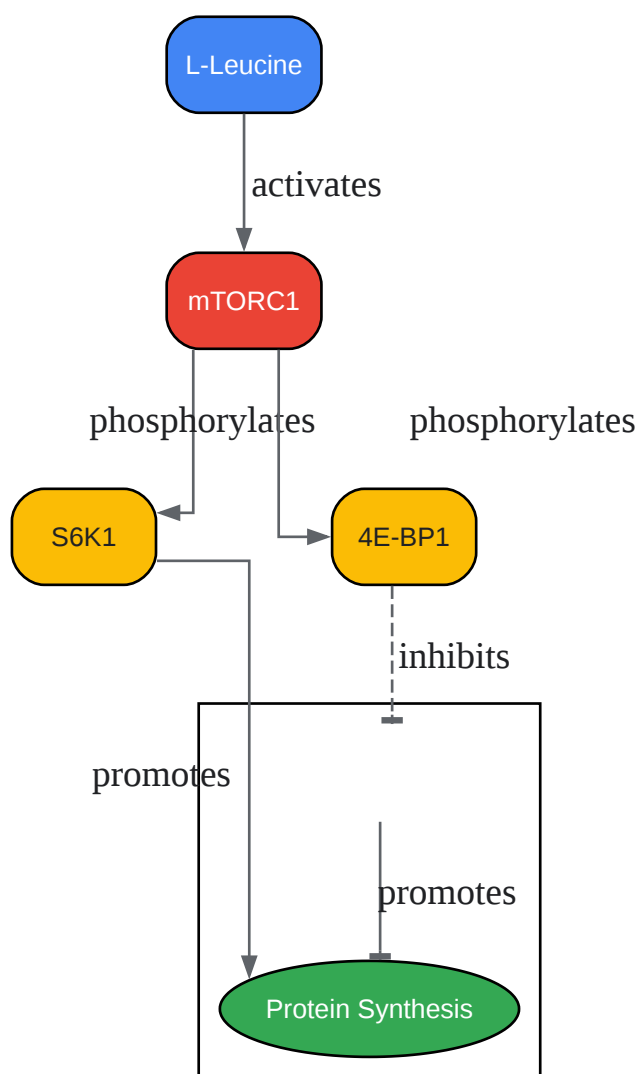 L-Leucine
activates
mTORC1
phosphorylates
phosphorylates
S6K1
4E-BP1
inhibits
promotes
promotes
Protein Synthesis